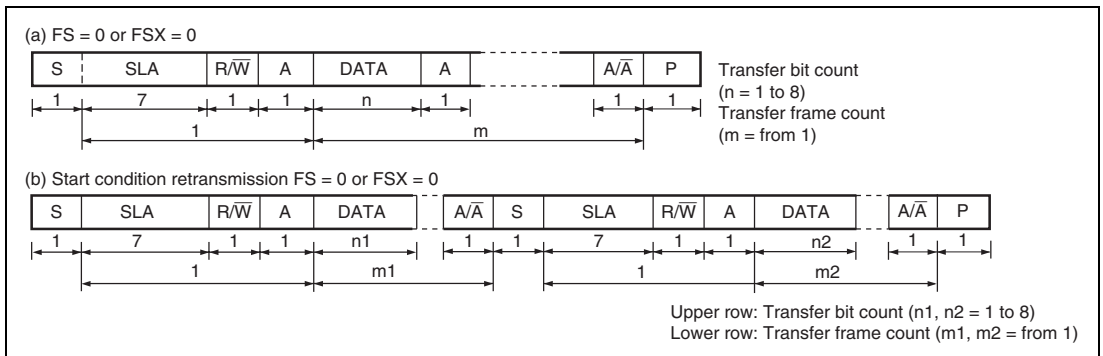 (a) FS = 0 or FSX = 0
S SLA R/W̅ A DATA A A/A̅ P
1 7 1 1 n 1 1 1
1 m
Transfer bit count
(n = 1 to 8)
Transfer frame count
(m = from 1)
(b) Start condition retransmission FS = 0 or FSX = 0
S SLA R/W̅ A DATA A/A̅ S SLA R/W̅ A DATA A/A̅ P
1 7 1 1 n1 1 1 7 1 1 n2 1 1
1 m1 1 m2
Upper row: Transfer bit count (n1, n2 = 1 to 8)
Lower row: Transfer frame count (m1, m2 = from 1)